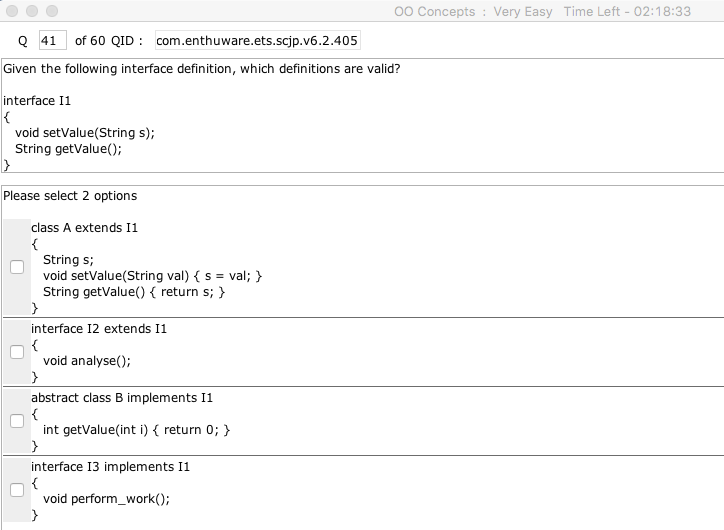 OO Concepts : Very Easy Time Left - 02:18:33
Q 41 of 60 QID : com.enthuware.ets.scjp.v6.2.405
Given the following interface definition, which definitions are valid?
interface I1
{
void setValue(String s);
String getValue();
}
Please select 2 options
class A extends I1
{
String s;
void setValue(String val) { s = val; }
String getValue() { return s; }
}
interface I2 extends I1
{
void analyse();
}
abstract class B implements I1
{
int getValue(int i) { return 0; }
}
interface I3 implements I1
{
void perform_work();
}